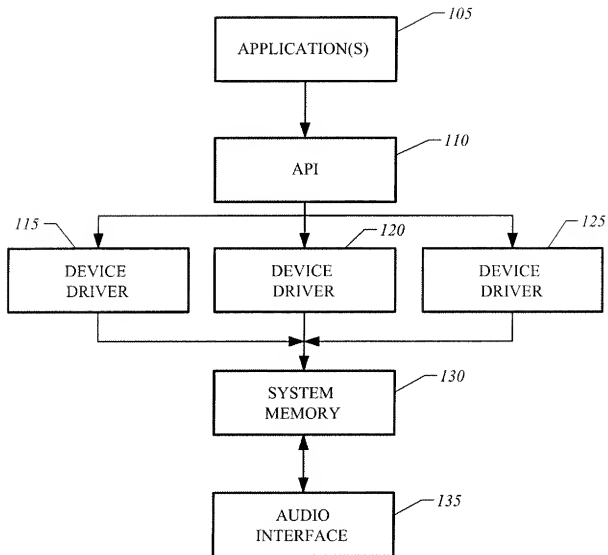 105
APPLICATION(S)
110
API
115
120
125
DEVICE
DRIVER
DEVICE
DRIVER
DEVICE
DRIVER
130
SYSTEM
MEMORY
135
AUDIO
INTERFACE